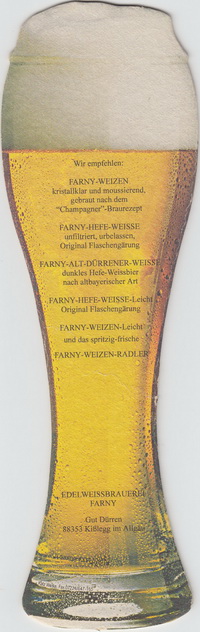 Wir empfehlen:
FARNY-WEIZEN
kristallklar und moussierend,
gebraut nach dem
"Champagner"-Braurezept
FARNY-HEFE-WEISSE
unfiltriert, urbelassen,
Original Flaschengärung
FARNY-ALT-DÜRRENER-WEISSE
dunkles Hefe-Weissbier
nach altbayerischer Art
FARNY-HEFE-WEISSE-Leicht
Original Flaschengärung
FARNY-WEIZEN-Leicht
und das spritzig-frische
FARNY-WEIZEN-RADLER
EDELWEISSBRAUEREI
FARNY
Gut Dürren
88353 Kißlegg im Allgäu